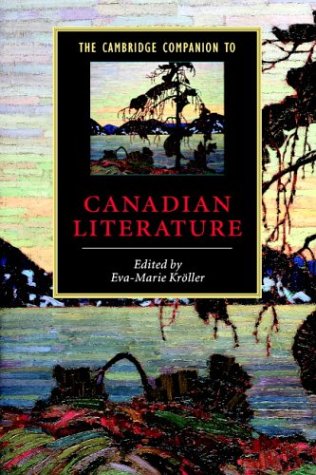 THE CAMBRIDGE COMPANION TO
CANADIAN
LITERATURE
Edited by
Eva-Marie Kröller